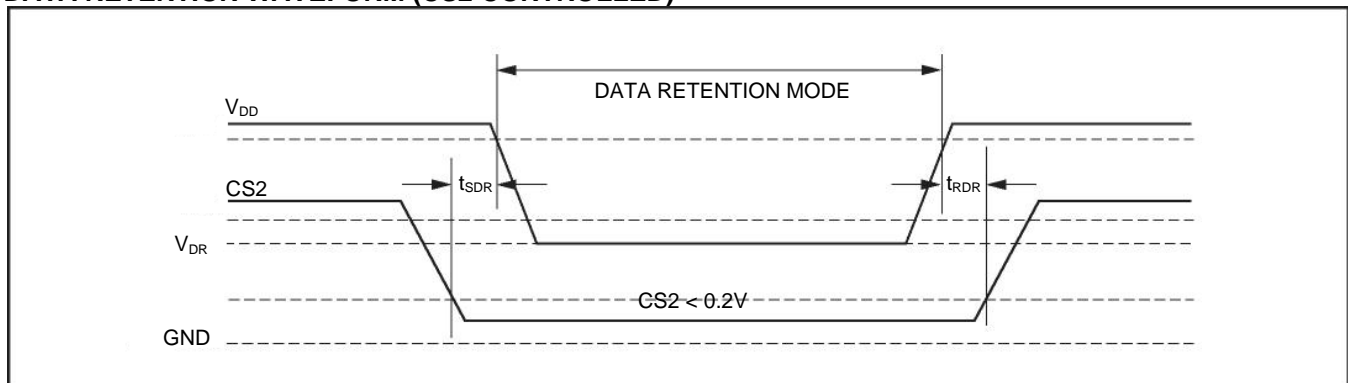 DATA RETENTION MODE
VDD
tSDR
tRDR
CS2
VDR
CS2 < 0.2V
GND